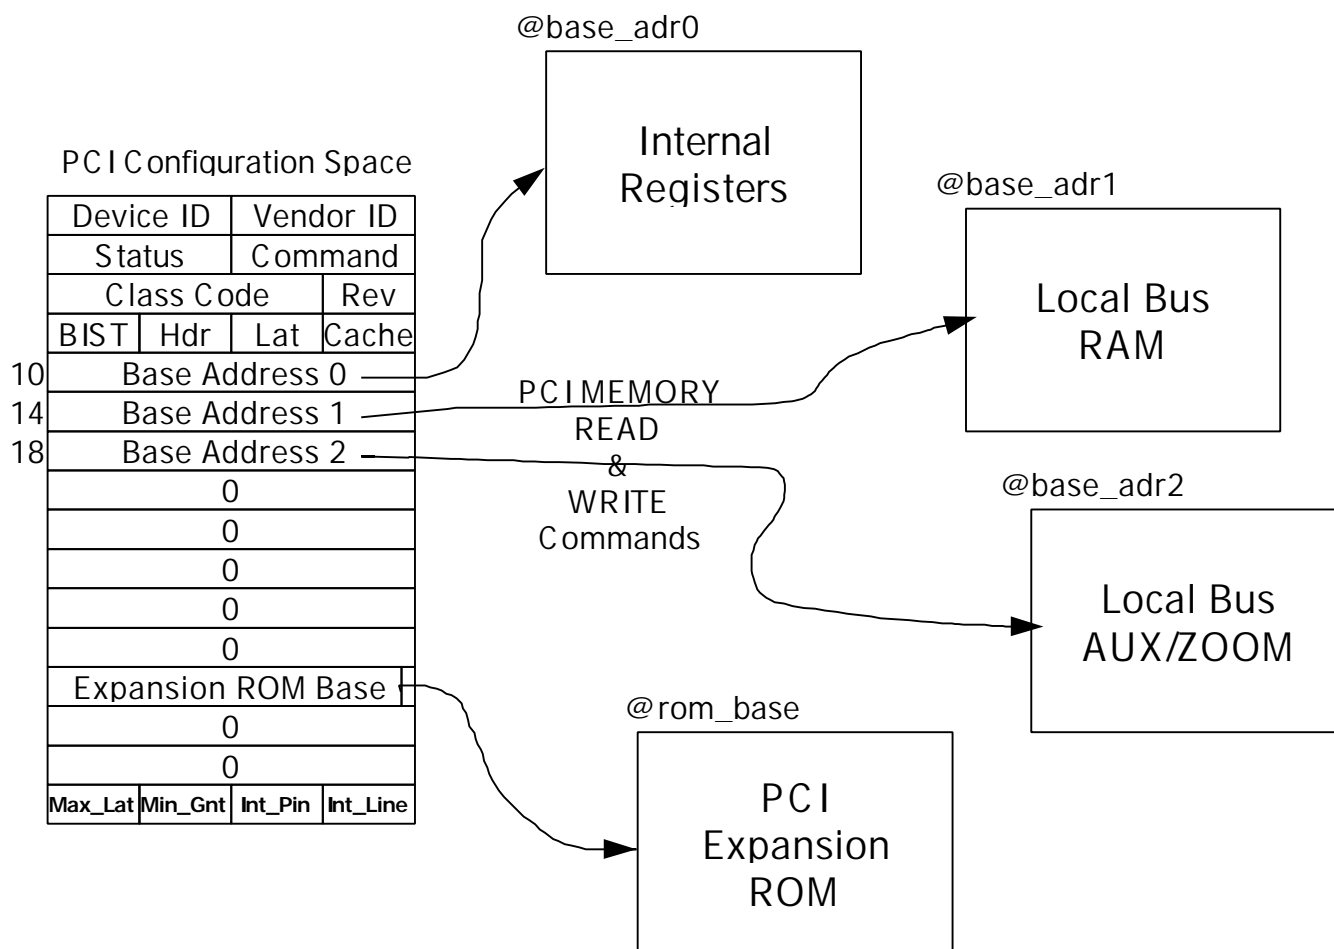 @base_adr0
Internal
Registers
PCI Configuration Space
@base_adr1
Device ID Vendor ID
Status Command
Class Code Rev
BIST Hdr Lat Cache
Local Bus
RAM
10 Base Address 0
14 Base Address 1
18 Base Address 2
PCI MEMORY
READ
&
WRITE
Commands
0
0
0
0
0
@base_adr2
Local Bus
AUX/ZOOM
Expansion ROM Base
0
0
Max_Lat Min_Gnt Int_Pin Int_Line
@rom_base
PCI
Expansion
ROM